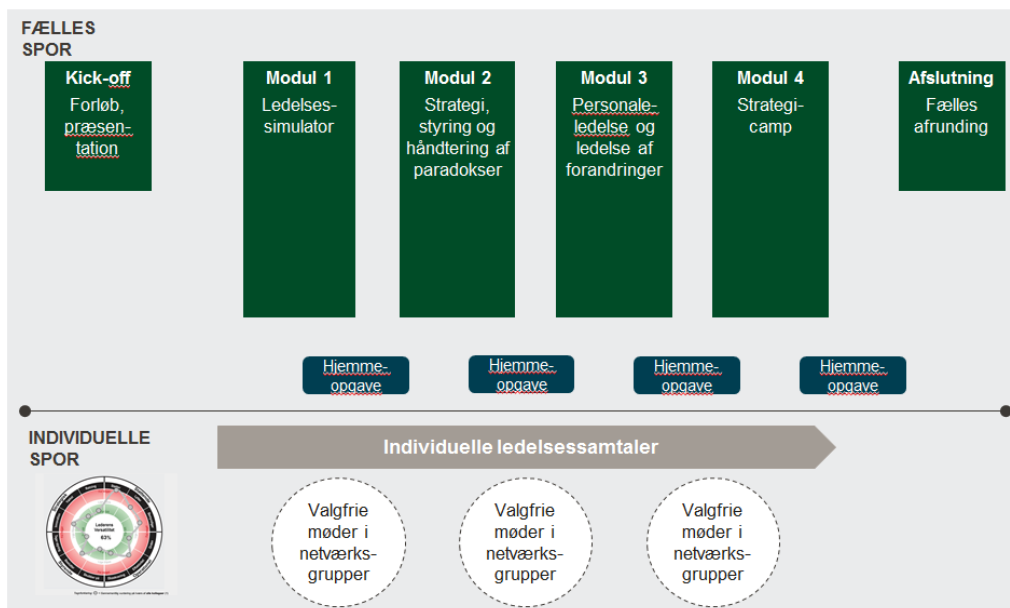 FÆLLES
SPOR
Kick-off
Forløb,
præsen-
tation
Modul 1
Ledelses-
simulator
Modul 2
Strategi,
styring og
håndtering af
paradokser
Modul 3
Personale-
ledelse og
ledelse af
forandringer
Modul 4
Strategi-
camp
Afslutning
Fælles
afrunding
Hjemme-
opgave
Hjemme-
opgave
Hjemme-
opgave
Hjemme-
opgave
INDIVIDUELLE
SPOR
Individuelle ledelsessamtaler
83%
Valgfrie
møder i
netværks-
grupper
Valgfrie
møder i
netværks-
grupper
Valgfrie
møder i
netværks-
grupper